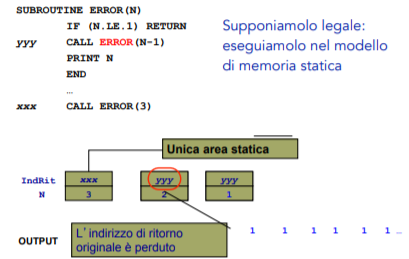 SUBROUTINE ERROR(N)
IF (N.LE.1) RETURN
yyy CALL ERROR(N-1)
PRINT N
END
…
xxx CALL ERROR(3)
Supponiamolo legale:
eseguiamolo nel modello
di memoria statica
Unica area statica
IndRit xxx yyy yyy
N 3 2 1
OUTPUT
L' indirizzo di ritorno
originale è perduto
1 1 1 1 1 1 …